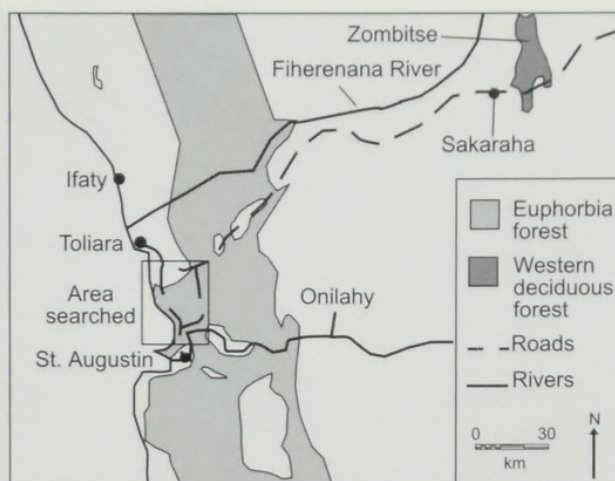 Zombitse
Fiherenana River
Sakaraha
Ifaty
Toliara
Area
searched
Onilahy
St. Augustin
Euphorbia
forest
Western
deciduous
forest
Roads
Rivers
0 30
km
N